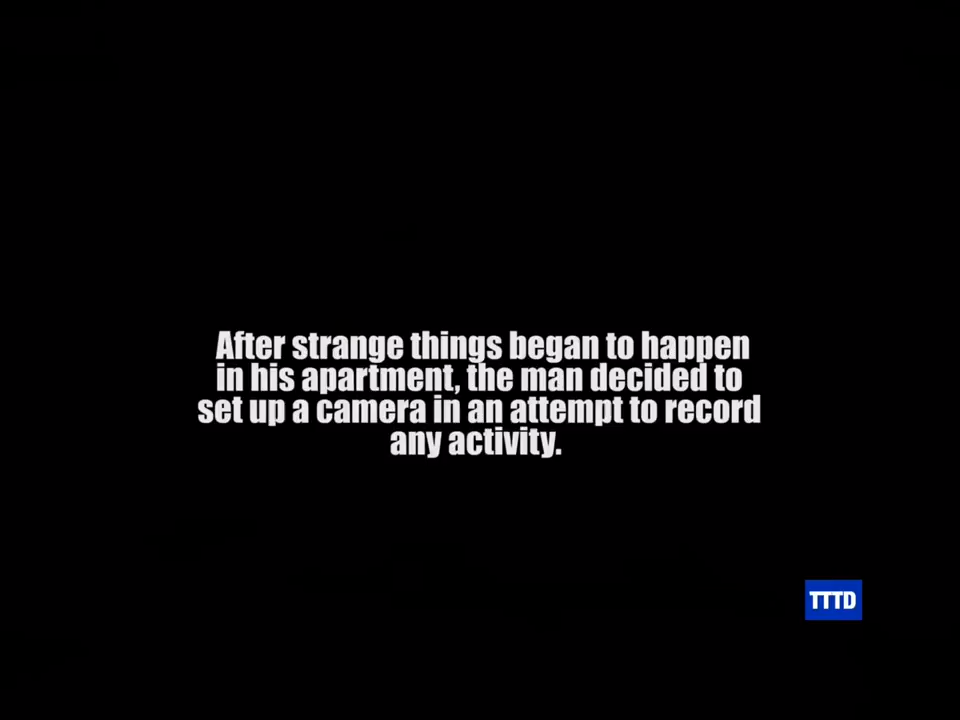 After strange things began to happen
in his apartment, the man decided to
set up a camera in an attempt to record
any activity.
TTTD